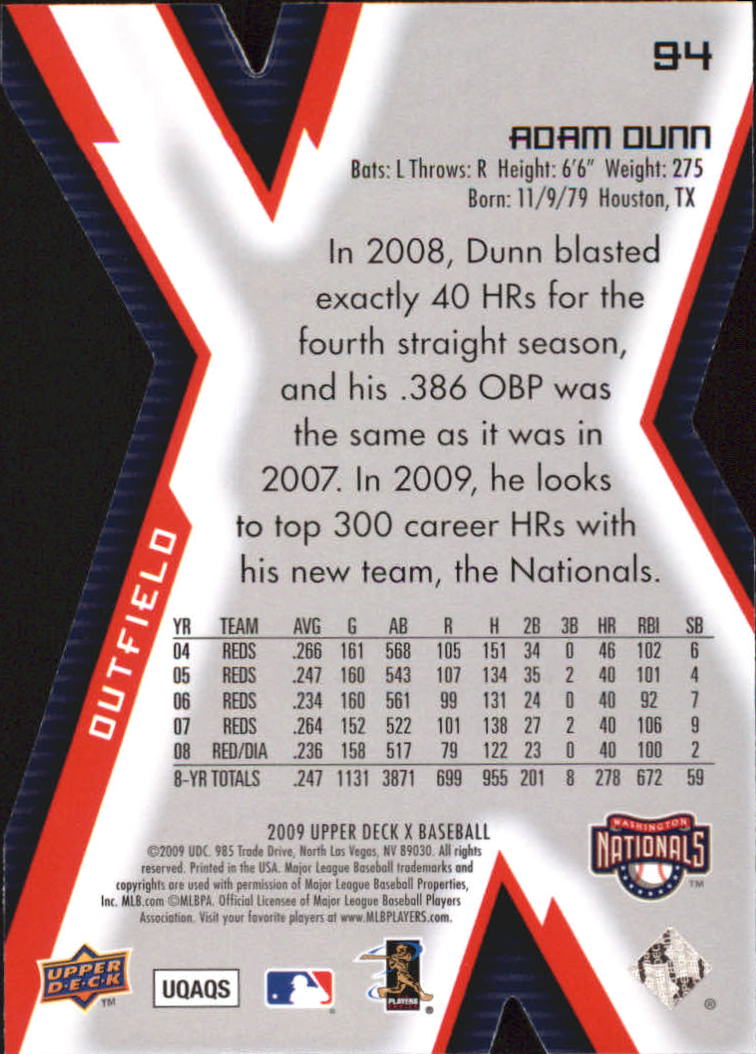 94
ADAM DUNN
Bats: L Throws: R Height: 6'6" Weight: 275
Born: 11/9/79 Houston, TX
In 2008, Dunn blasted
exactly 40 HRs for the
fourth straight season,
and his .386 OBP was
the same as it was in
2007. In 2009, he looks
to top 300 career HRs with
his new team, the Nationals.
OUTFIELD
YR TEAM AVG G AB R H 2B 3B HR RBI SB
04 REDS .266 161 568 105 151 34 0 46 102 6
05 REDS .247 160 543 107 134 35 2 40 101 4
06 REDS .234 160 561 99 131 24 0 40 92 7
07 REDS .264 152 522 101 138 27 2 40 106 9
08 RED/DIA .236 158 517 79 122 23 0 40 100 2
8-YR TOTALS .247 1131 3871 699 955 201 8 278 672 59
2009 UPPER DECK X BASEBALL
©2009 UDC. 985 Trade Drive, North Las Vegas, NV 89030. All rights
reserved. Printed in the USA. Major League Baseball trademarks and
copyrights are used with permission of Major League Baseball Properties,
Inc. MLB.com ©MLBPA. Official Licensee of Major League Baseball Players
Association. Visit your favorite players at www.MLBPLAYERS.com.
WASHINGTON
NATIONALS
TM
UPPER
D·E·C·K
TM
UQAQS
®
PLAYERS
CHOICE
®
®